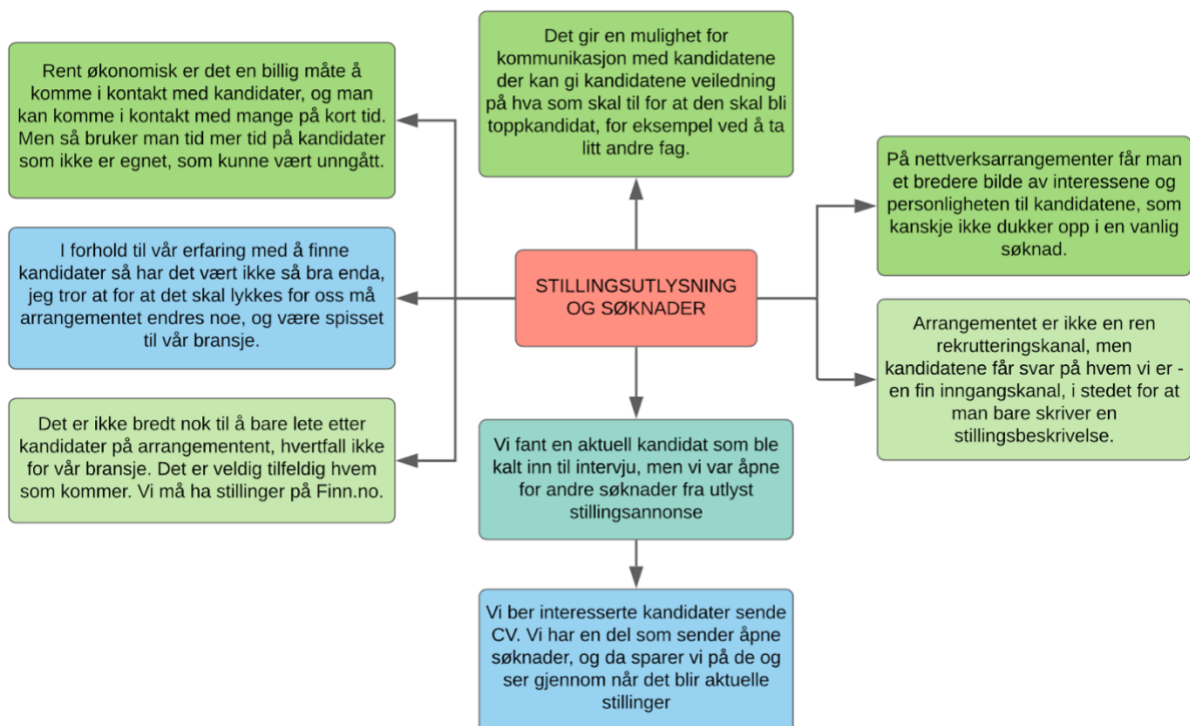 Det gir en mulighet for
kommunikasjon med kandidatene
der kan gi kandidatene veiledning
på hva som skal til for at den skal bli
toppkandidat, for eksempel ved å ta
litt andre fag.
Rent økonomisk er det en billig måte å
komme i kontakt med kandidater, og man
kan komme i kontakt med mange på kort tid.
Men så bruker man tid mer tid på kandidater
som ikke er egnet, som kunne vært unngått.
På nettverksarrangementer får man
et bredere bilde av interessene og
personligheten til kandidatene, som
kanskje ikke dukker opp i en vanlig
søknad.
I forhold til vår erfaring med å finne
kandidater så har det vært ikke så bra enda,
jeg tror at for at det skal lykkes for oss må
arrangementet endres noe, og være spisset
til vår bransje.
STILLINGSUTLYSNING
OG SØKNADER
Arrangementet er ikke en ren
rekrutteringskanal, men
kandidatene får svar på hvem vi er -
en fin inngangskanal, i stedet for at
man bare skriver en
stillingsbeskrivelse.
Det er ikke bredt nok til å bare lete etter
kandidater på arrangementent, hvertfall ikke
for vår bransje. Det er veldig tilfeldig hvem
som kommer. Vi må ha stillinger på Finn.no.
Vi fant en aktuell kandidat som ble
kalt inn til intervju, men vi var åpne
for andre søknader fra utlyst
stillingsannonse
Vi ber interesserte kandidater sende
CV. Vi har en del som sender åpne
søknader, og da sparer vi på de og
ser gjennom når det blir aktuelle
stillinger